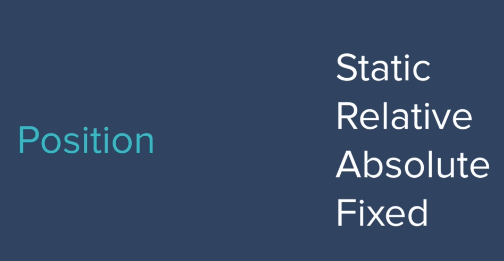 Position
Static
Relative
Absolute
Fixed